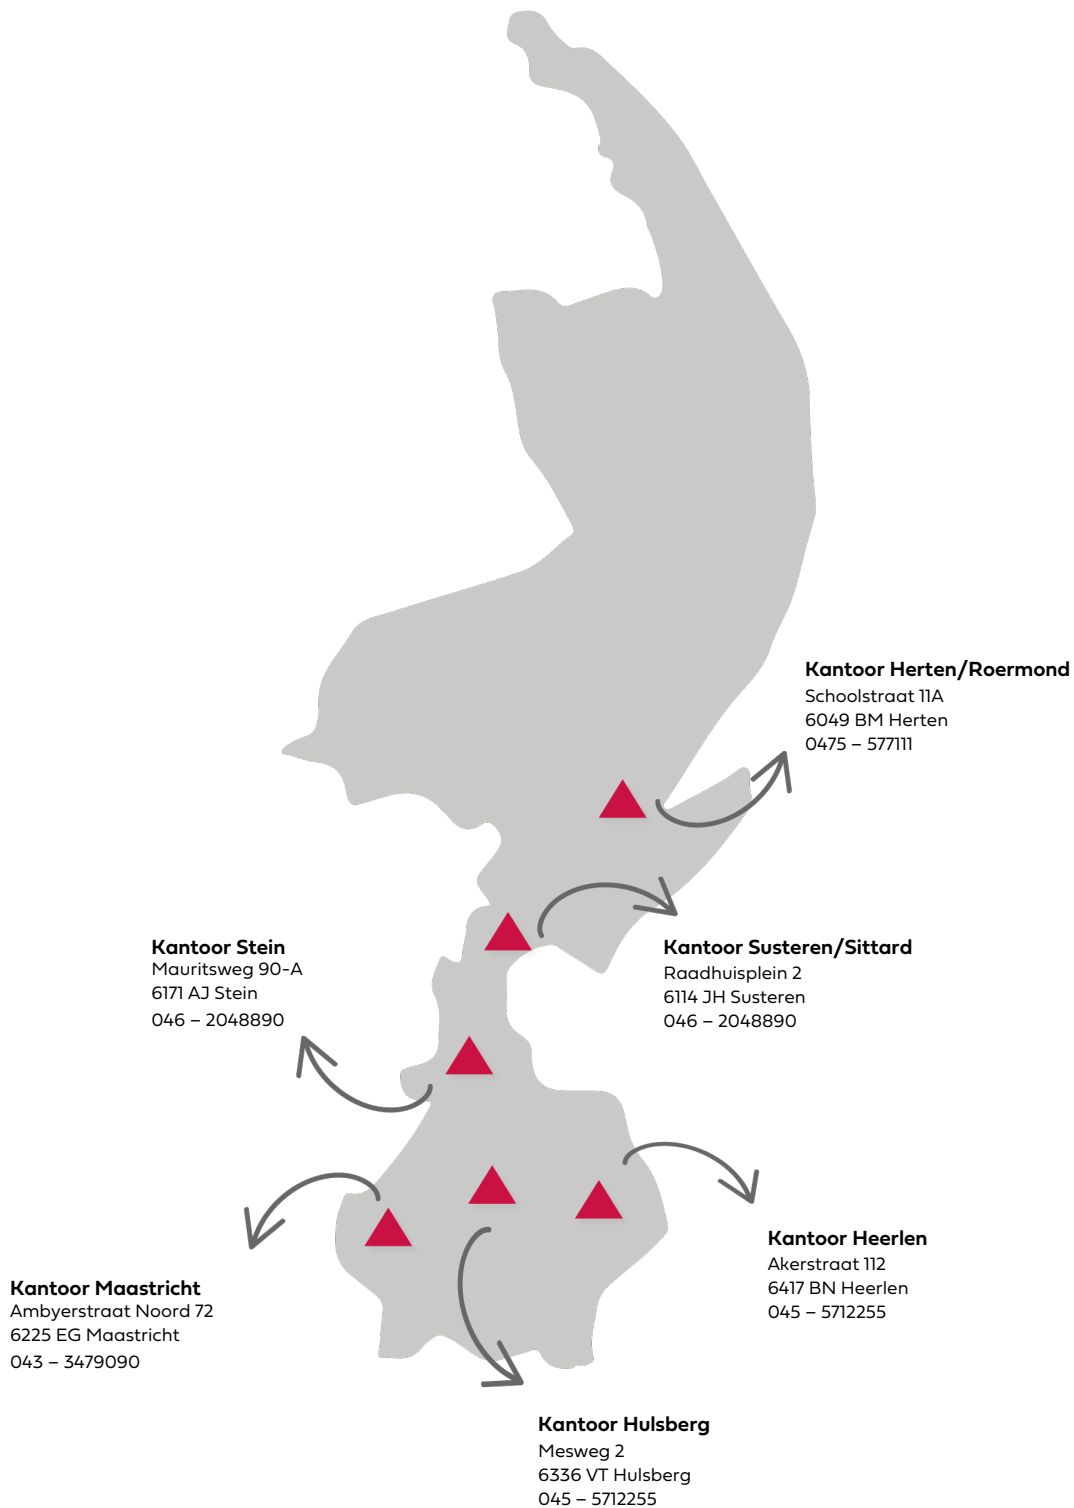 Kantoor Herten/Roermond
Schoolstraat 11A
6049 BM Herten
0475 – 577111
Kantoor Stein
Mauritsweg 90-A
6171 AJ Stein
046 – 2048890
Kantoor Susteren/Sittard
Raadhuisplein 2
6114 JH Susteren
046 – 2048890
Kantoor Heerlen
Akerstraat 112
6417 BN Heerlen
045 – 5712255
Kantoor Maastricht
Ambyerstraat Noord 72
6225 EG Maastricht
043 – 3479090
Kantoor Hulsberg
Mesweg 2
6336 VT Hulsberg
045 – 5712255